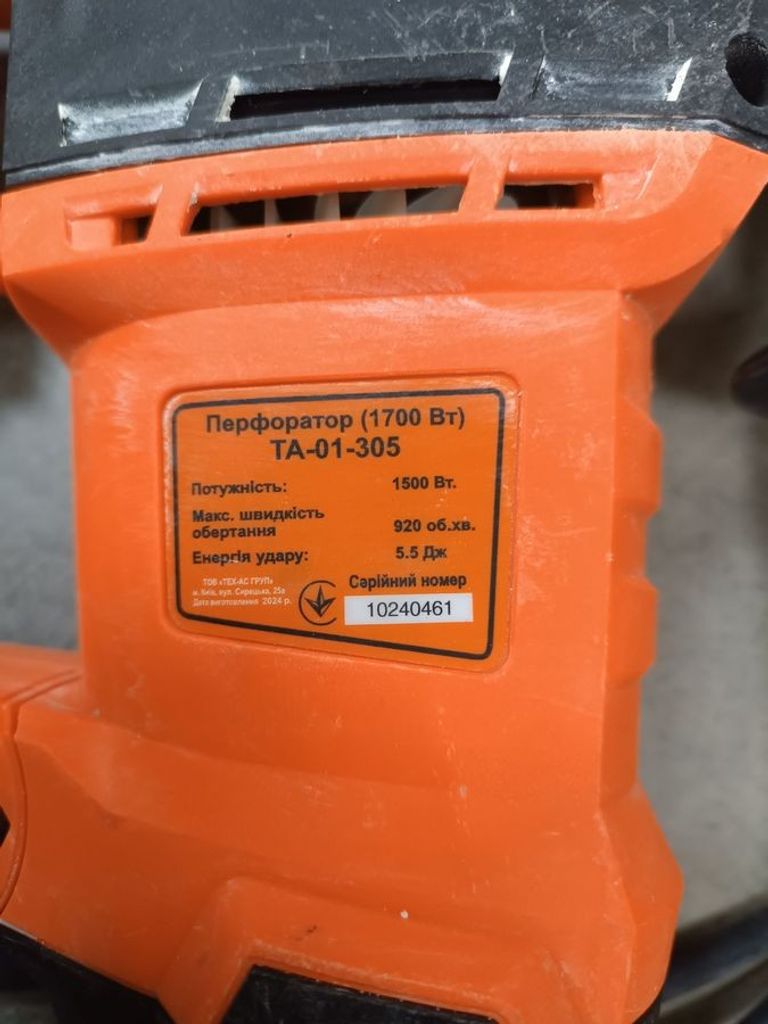 Перфоратор (1700 Вт)
ТА-01-305
Потужність: 1500 Вт.
Макс. швидкість
обертання 920 об.хв.
Енергія удару: 5.5 Дж
ТОВ «ТЕХ-АС ГРУП»
м. Київ, вул. Сирецька, 25а
Дата виготовлення 2024 р.
Серійний номер
10240461